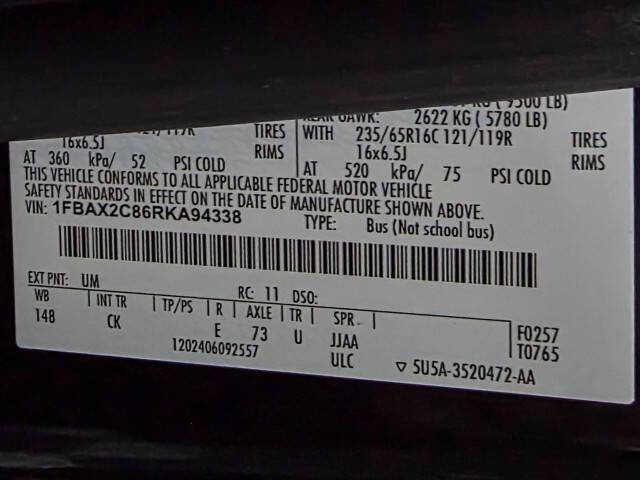 KG ( 9500 LB)
REAR GAWR: 2622 KG ( 5780 LB)
/119R TIRES WITH 235/65R16C 121/119R TIRES
16x6.5J RIMS 16x6.5J RIMS
AT 360 kPa/ 52 PSI COLD AT 520 kPa/ 75 PSI COLD
THIS VEHICLE CONFORMS TO ALL APPLICABLE FEDERAL MOTOR VEHICLE
SAFETY STANDARDS IN EFFECT ON THE DATE OF MANUFACTURE SHOWN ABOVE.
VIN: 1FBAX2C86RKA94338 TYPE: Bus (Not school bus)
EXT PNT: UM RC: 11 DSO:
WB INT TR TP/PS R AXLE TR SPR F0257
148 CK E 73 U JJAA T0765
1202406092557 ULC ▽ 5U5A-3520472-AA